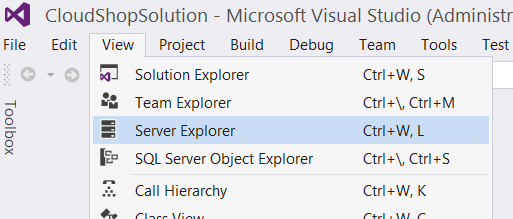 CloudShopSolution - Microsoft Visual Studio (Administr
File Edit View Project Build Debug Team Tools Test
Toolbox
Solution Explorer Ctrl+W, S
Team Explorer Ctrl+\, Ctrl+M
Server Explorer Ctrl+W, L
SQL Server Object Explorer Ctrl+\, Ctrl+S
Call Hierarchy Ctrl+W, K
Class View Ctrl+W, C